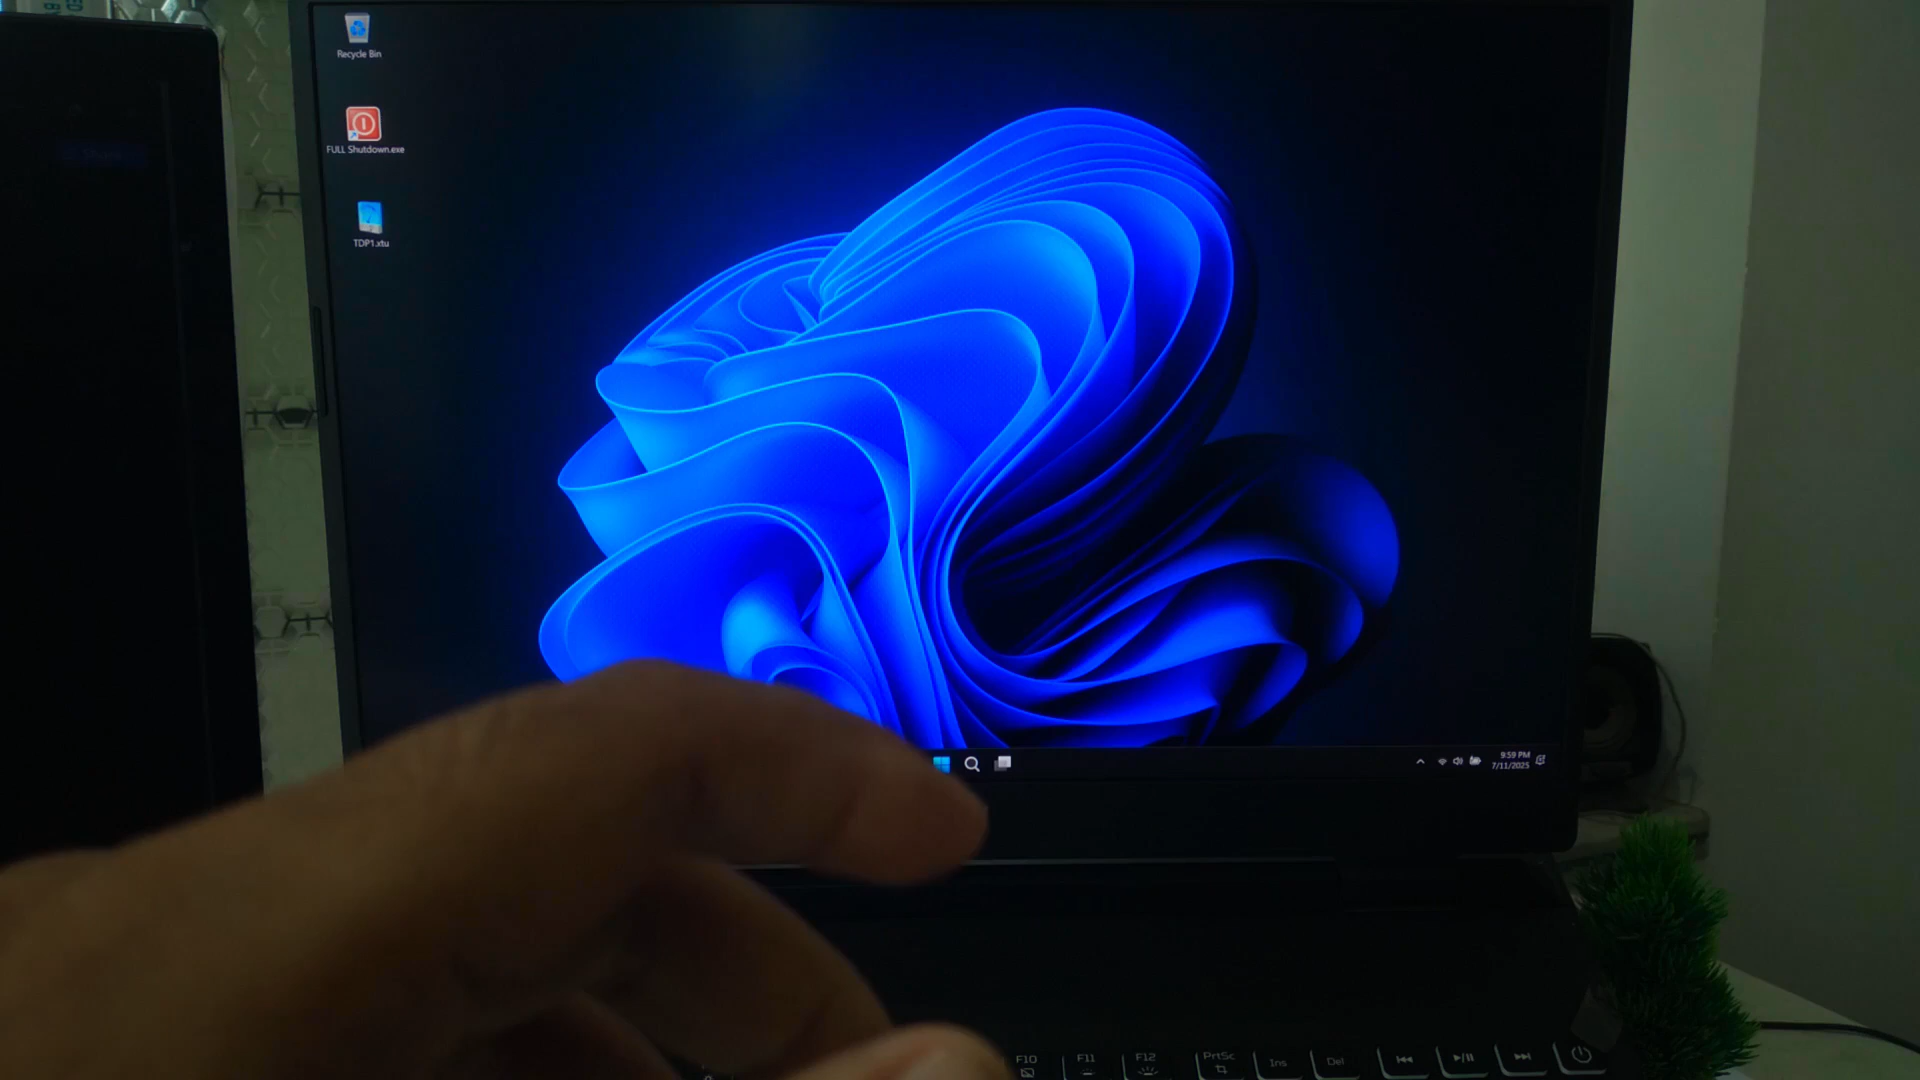 Recycle Bin
FULL Shutdown.exe
TDP1.xtu
9:59 PM
7/11/2025
F10
F11
F12
PrtSc
Ins
Del